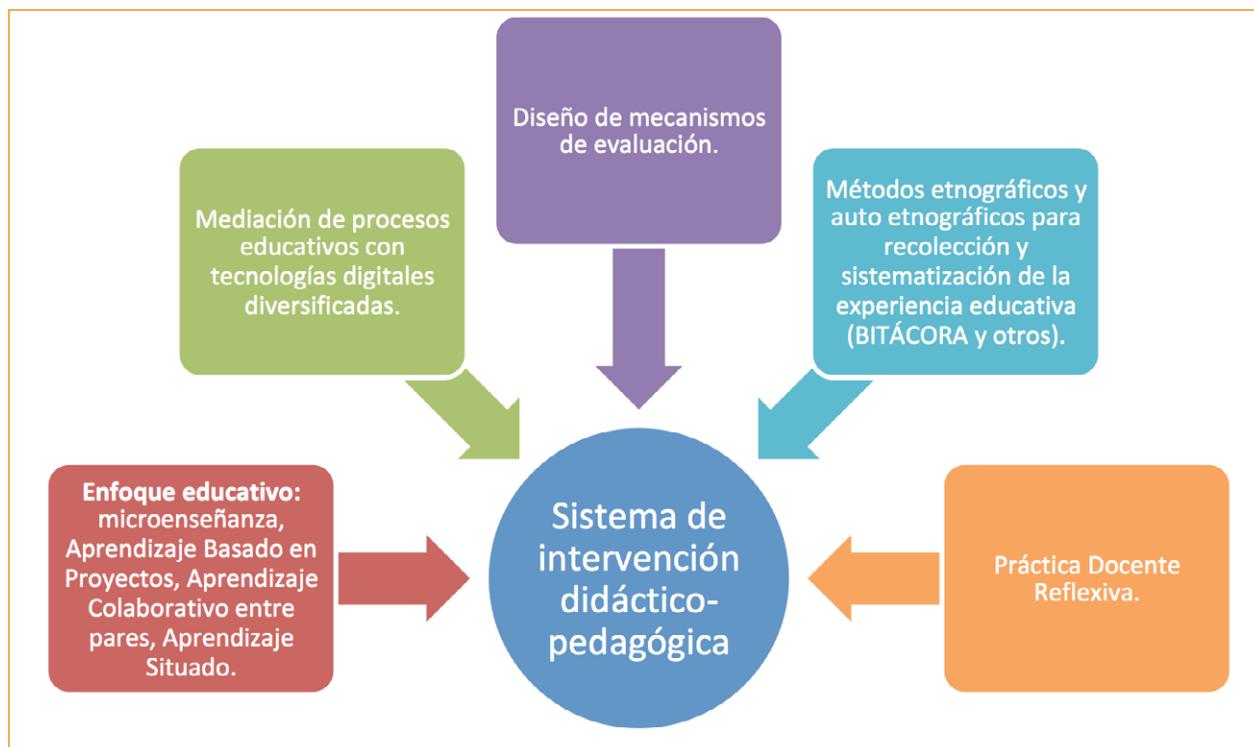 Diseño de mecanismos
de evaluación.
Mediación de procesos
educativos con
tecnologías digitales
diversificadas.
Métodos etnográficos y
auto etnográficos para
recolección y
sistematización de la
experiencia educativa
(BITÁCORA y otros).
Enfoque educativo:
microenseñanza,
Aprendizaje Basado en
Proyectos, Aprendizaje
Colaborativo entre
pares, Aprendizaje
Situado.
Sistema de
intervención
didáctico-
pedagógica
Práctica Docente
Reflexiva.